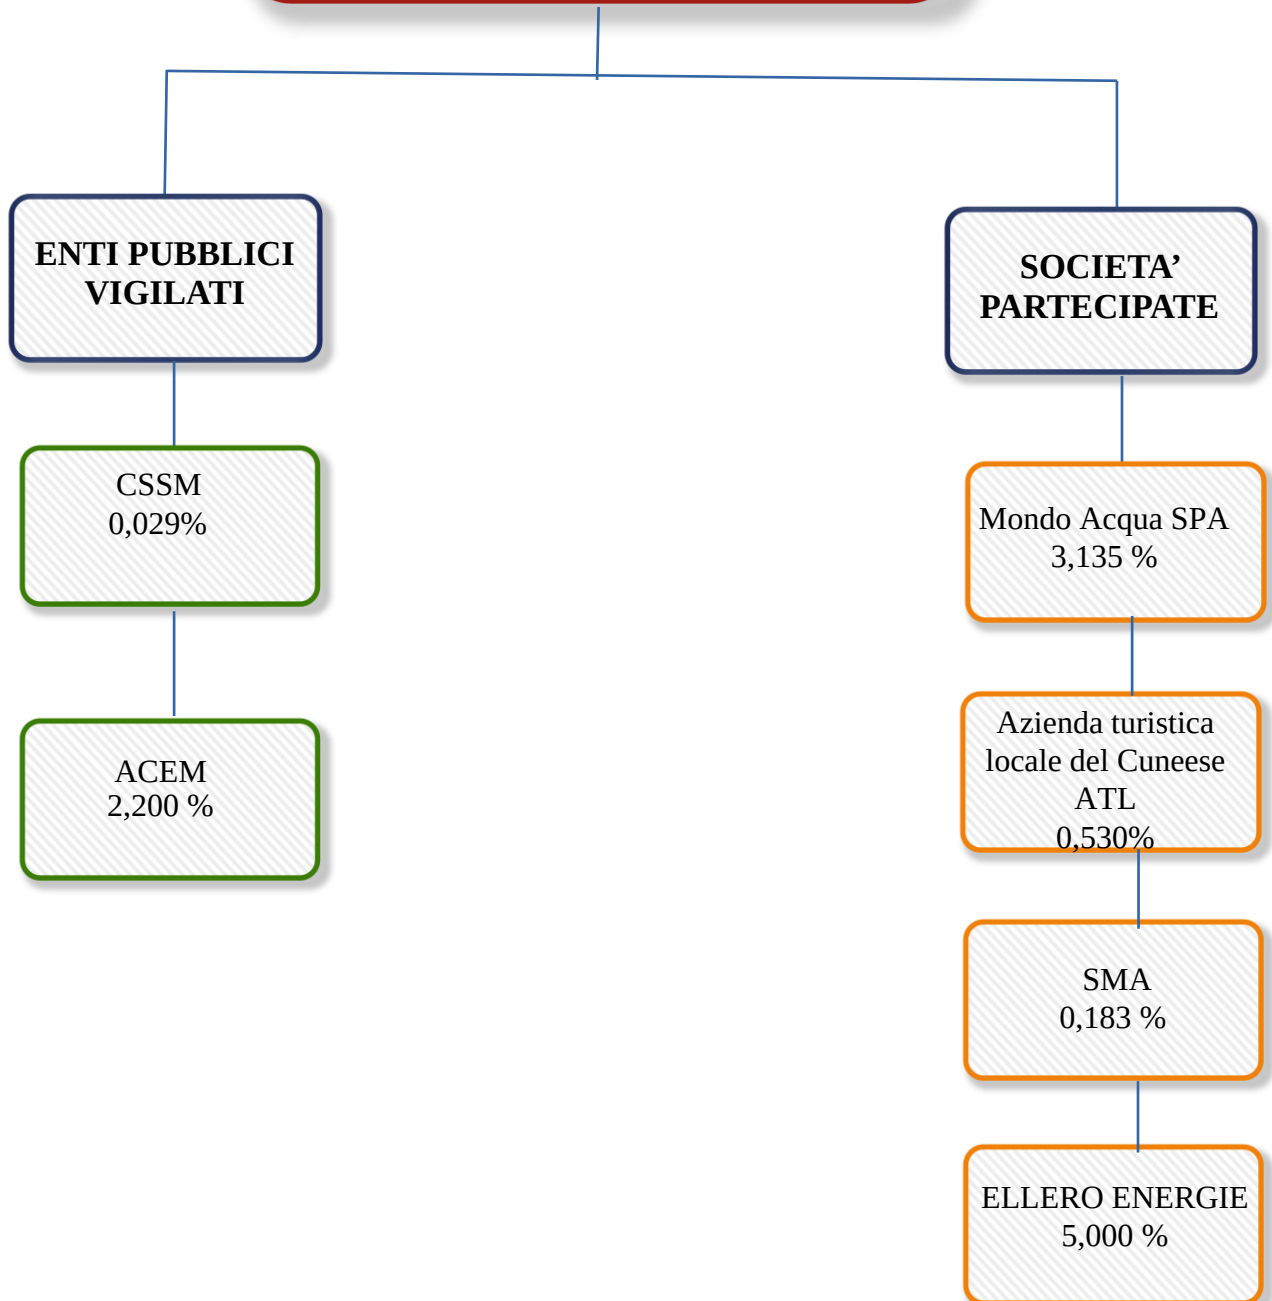 ENTI PUBBLICI
VIGILATI
CSSM
0,029%
ACEM
2,200 %
SOCIETA’
PARTECIPATE
Mondo Acqua SPA
3,135 %
Azienda turistica
locale del Cuneese
ATL
0,530%
SMA
0,183 %
ELLERO ENERGIE
5,000 %